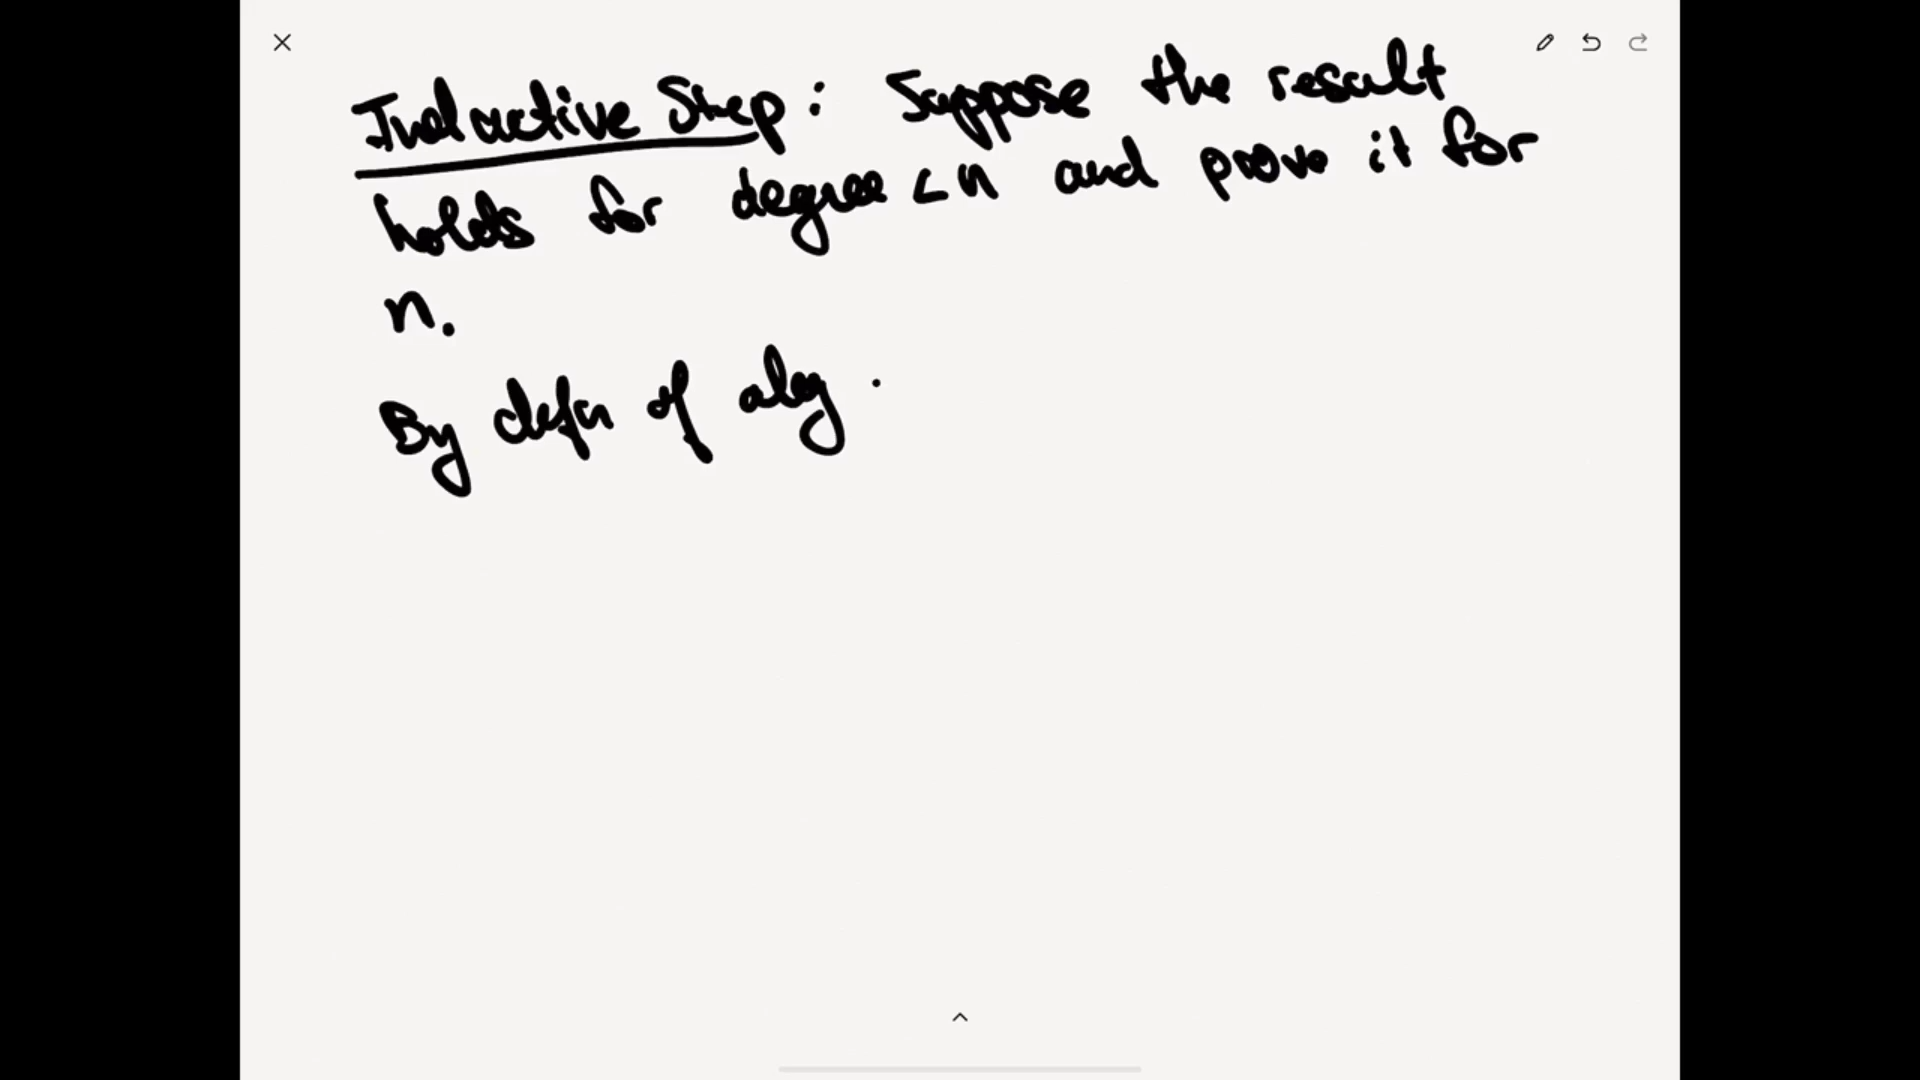 Inductive Step: Suppose the result
holds for degree < n and prove it for
n.
By defn of alg.